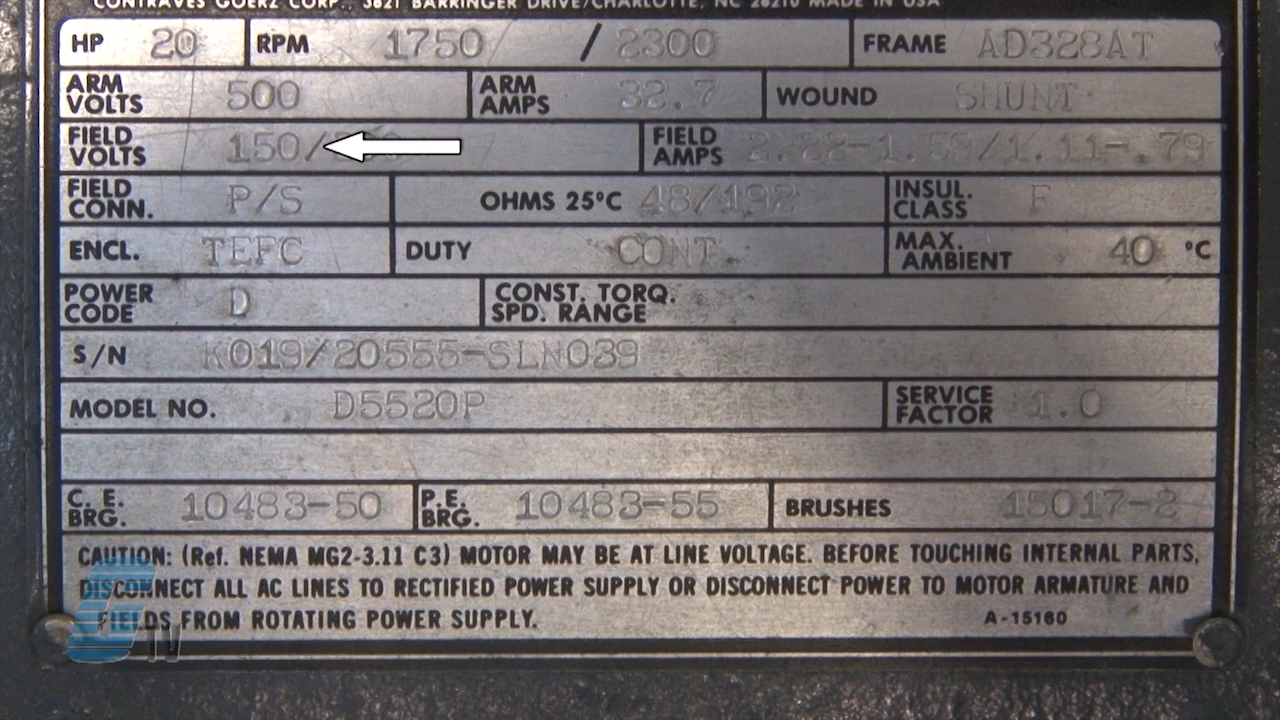 CONTRAVES GOERZ CORP., 3821 BARRINGER DRIVE/CHARLOTTE, NC 28210 MADE IN USA
HP 20 RPM 1750 / 2300 FRAME AD328AT
ARM VOLTS 500 ARM AMPS 32.7 WOUND SHUNT
FIELD VOLTS 150/ FIELD AMPS 2.22-1.59/1.11-.79
FIELD CONN. P/S OHMS 25°C 48/192 INSUL. CLASS F
ENCL. TEFC DUTY CONT. MAX. AMBIENT 40 °C
POWER CODE D CONST. TORQ. SPD. RANGE
S/N K019/20555-SLN039
MODEL NO. D5520P SERVICE FACTOR 1.0
C.E. BRG. 10483-50 P.E. BRG. 10483-55 BRUSHES 15017-2
CAUTION: (Ref. NEMA MG2-3.11 C3) MOTOR MAY BE AT LINE VOLTAGE. BEFORE TOUCHING INTERNAL PARTS,
DISCONNECT ALL AC LINES TO RECTIFIED POWER SUPPLY OR DISCONNECT POWER TO MOTOR ARMATURE AND
FIELDS FROM ROTATING POWER SUPPLY. A-15160
TV